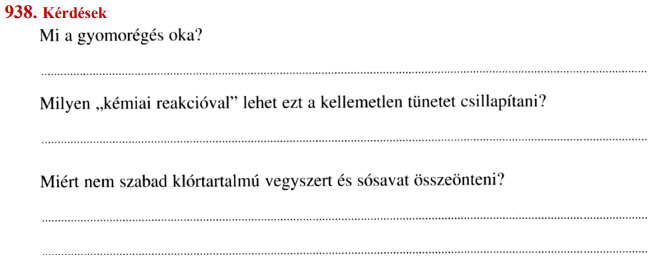 938. Kérdések
Mi a gyomorégés oka?
Milyen „kémiai reakcióval” lehet ezt a kellemetlen tünetet csillapítani?
Miért nem szabad klórtartalmú vegyszert és sósavat összeönteni?